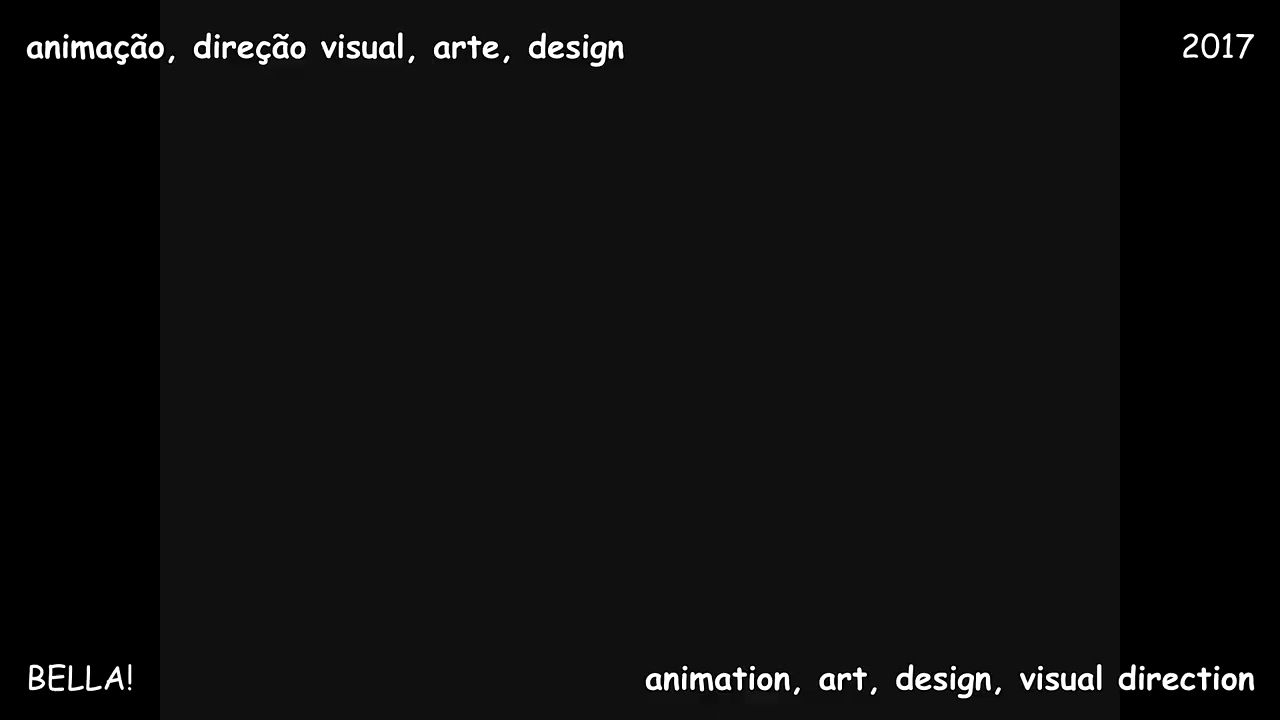 animação, direção visual, arte, design
2017
BELLA!
animation, art, design, visual direction